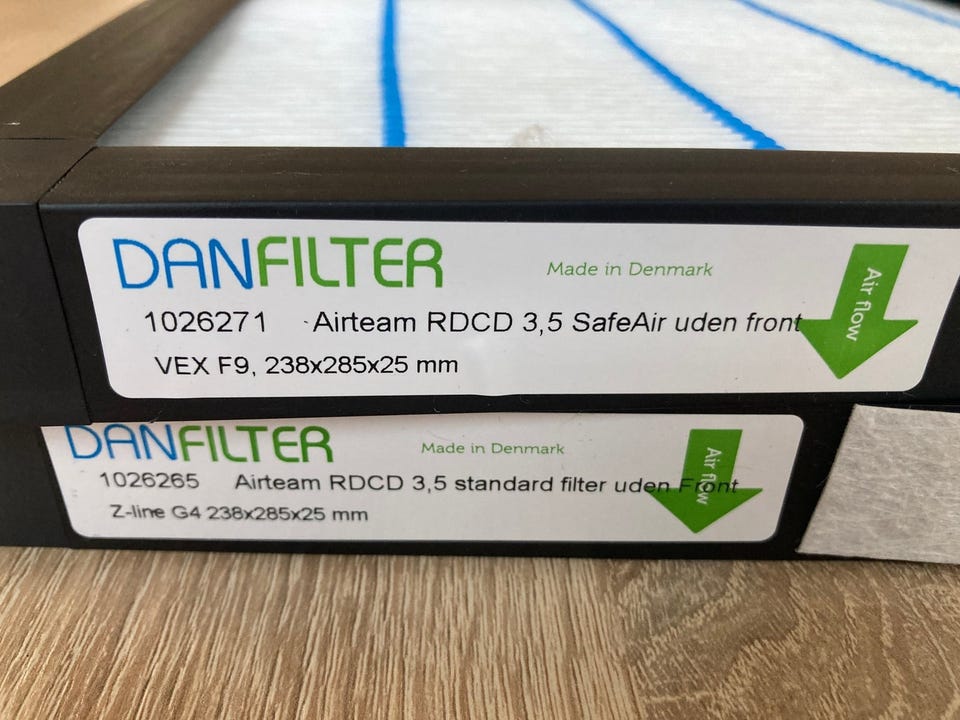 DANFILTER
Made in Denmark
Air flow
1026271 Airteam RDCD 3,5 SafeAir uden front
VEX F9, 238x285x25 mm
DANFILTER
Made in Denmark
Air flow
1026265 Airteam RDCD 3,5 standard filter uden Front
Z-line G4 238x285x25 mm